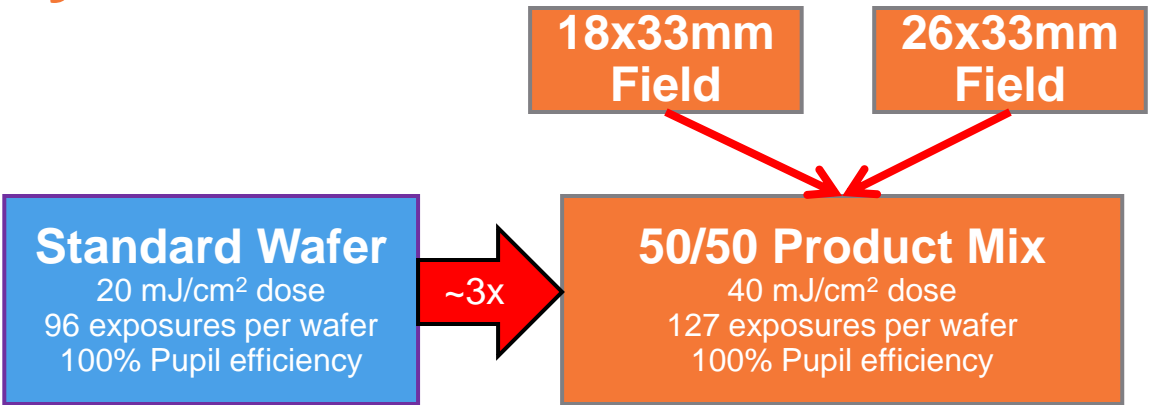 18x33mm
Field
26x33mm
Field
Standard Wafer
20 mJ/cm² dose
96 exposures per wafer
100% Pupil efficiency
~3x
50/50 Product Mix
40 mJ/cm² dose
127 exposures per wafer
100% Pupil efficiency